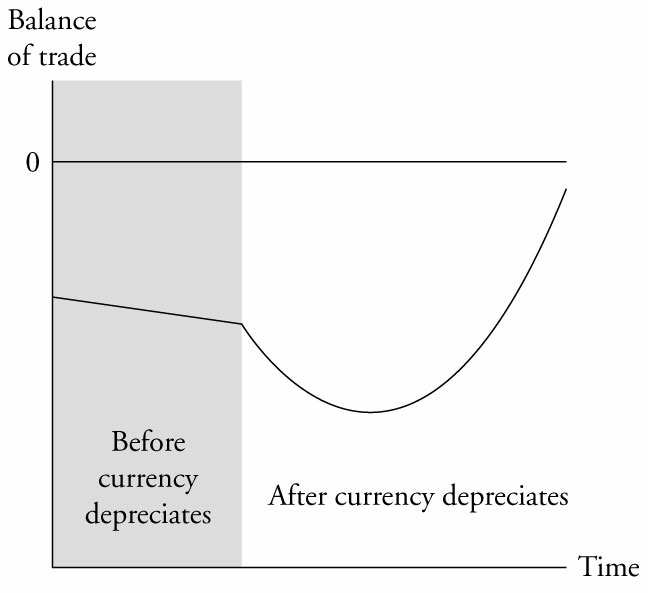 Balance
of trade
0
Before
currency
depreciates
After currency depreciates
Time